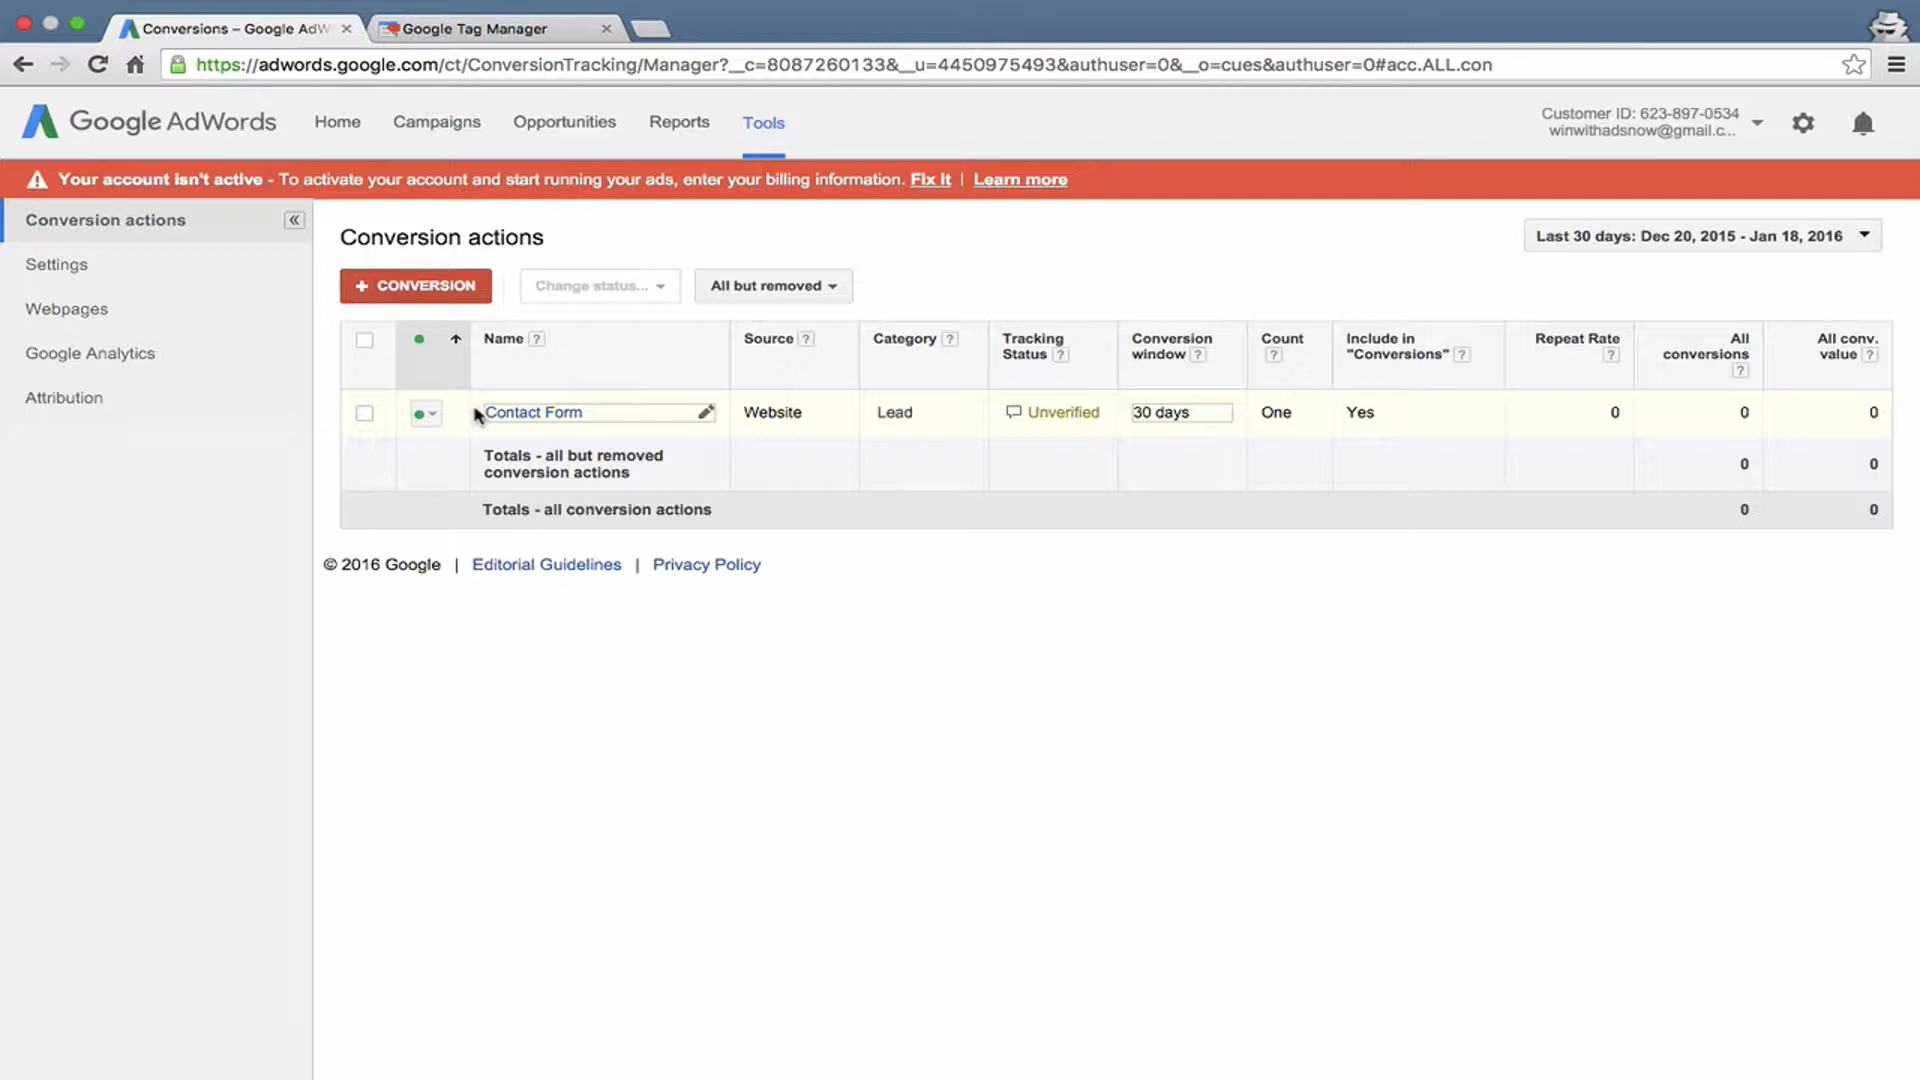 Conversions – Google AdW
Google Tag Manager
https://adwords.google.com/ct/ConversionTracking/Manager?__c=8087260133&__u=4450975493&authuser=0&__o=cues&authuser=0#acc.ALL.con
Google AdWords
Home
Campaigns
Opportunities
Reports
Tools
Customer ID: 623-897-0534
winwithadsnow@gmail.c...
Your account isn't active - To activate your account and start running your ads, enter your billing information. Fix it | Learn more
Conversion actions
Settings
Webpages
Google Analytics
Attribution
Conversion actions
Last 30 days: Dec 20, 2015 - Jan 18, 2016
+ CONVERSION
Change status...
All but removed
Name ?
Source ?
Category ?
Tracking
Status ?
Conversion
window ?
Count
?
Include in
"Conversions" ?
Repeat Rate
?
All
conversions
?
All conv.
value ?
Contact Form
Website
Lead
Unverified
30 days
One
Yes
0
0
0
Totals - all but removed
conversion actions
0
0
Totals - all conversion actions
0
0
© 2016 Google | Editorial Guidelines | Privacy Policy